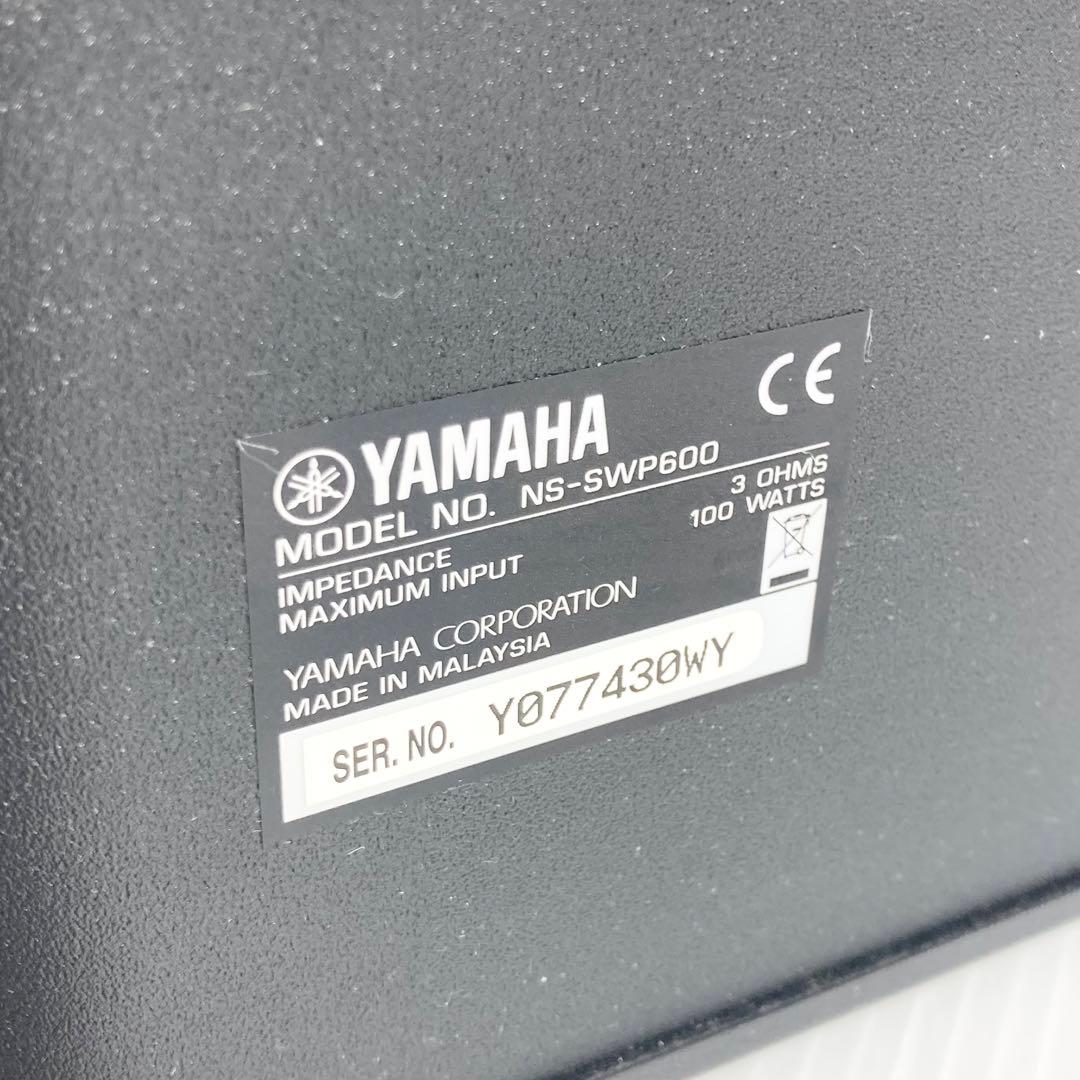 YAMAHA
CE
MODEL NO. NS-SWP600
IMPEDANCE 3 OHMS
MAXIMUM INPUT 100 WATTS
YAMAHA CORPORATION
MADE IN MALAYSIA
SER. NO. Y077430WY